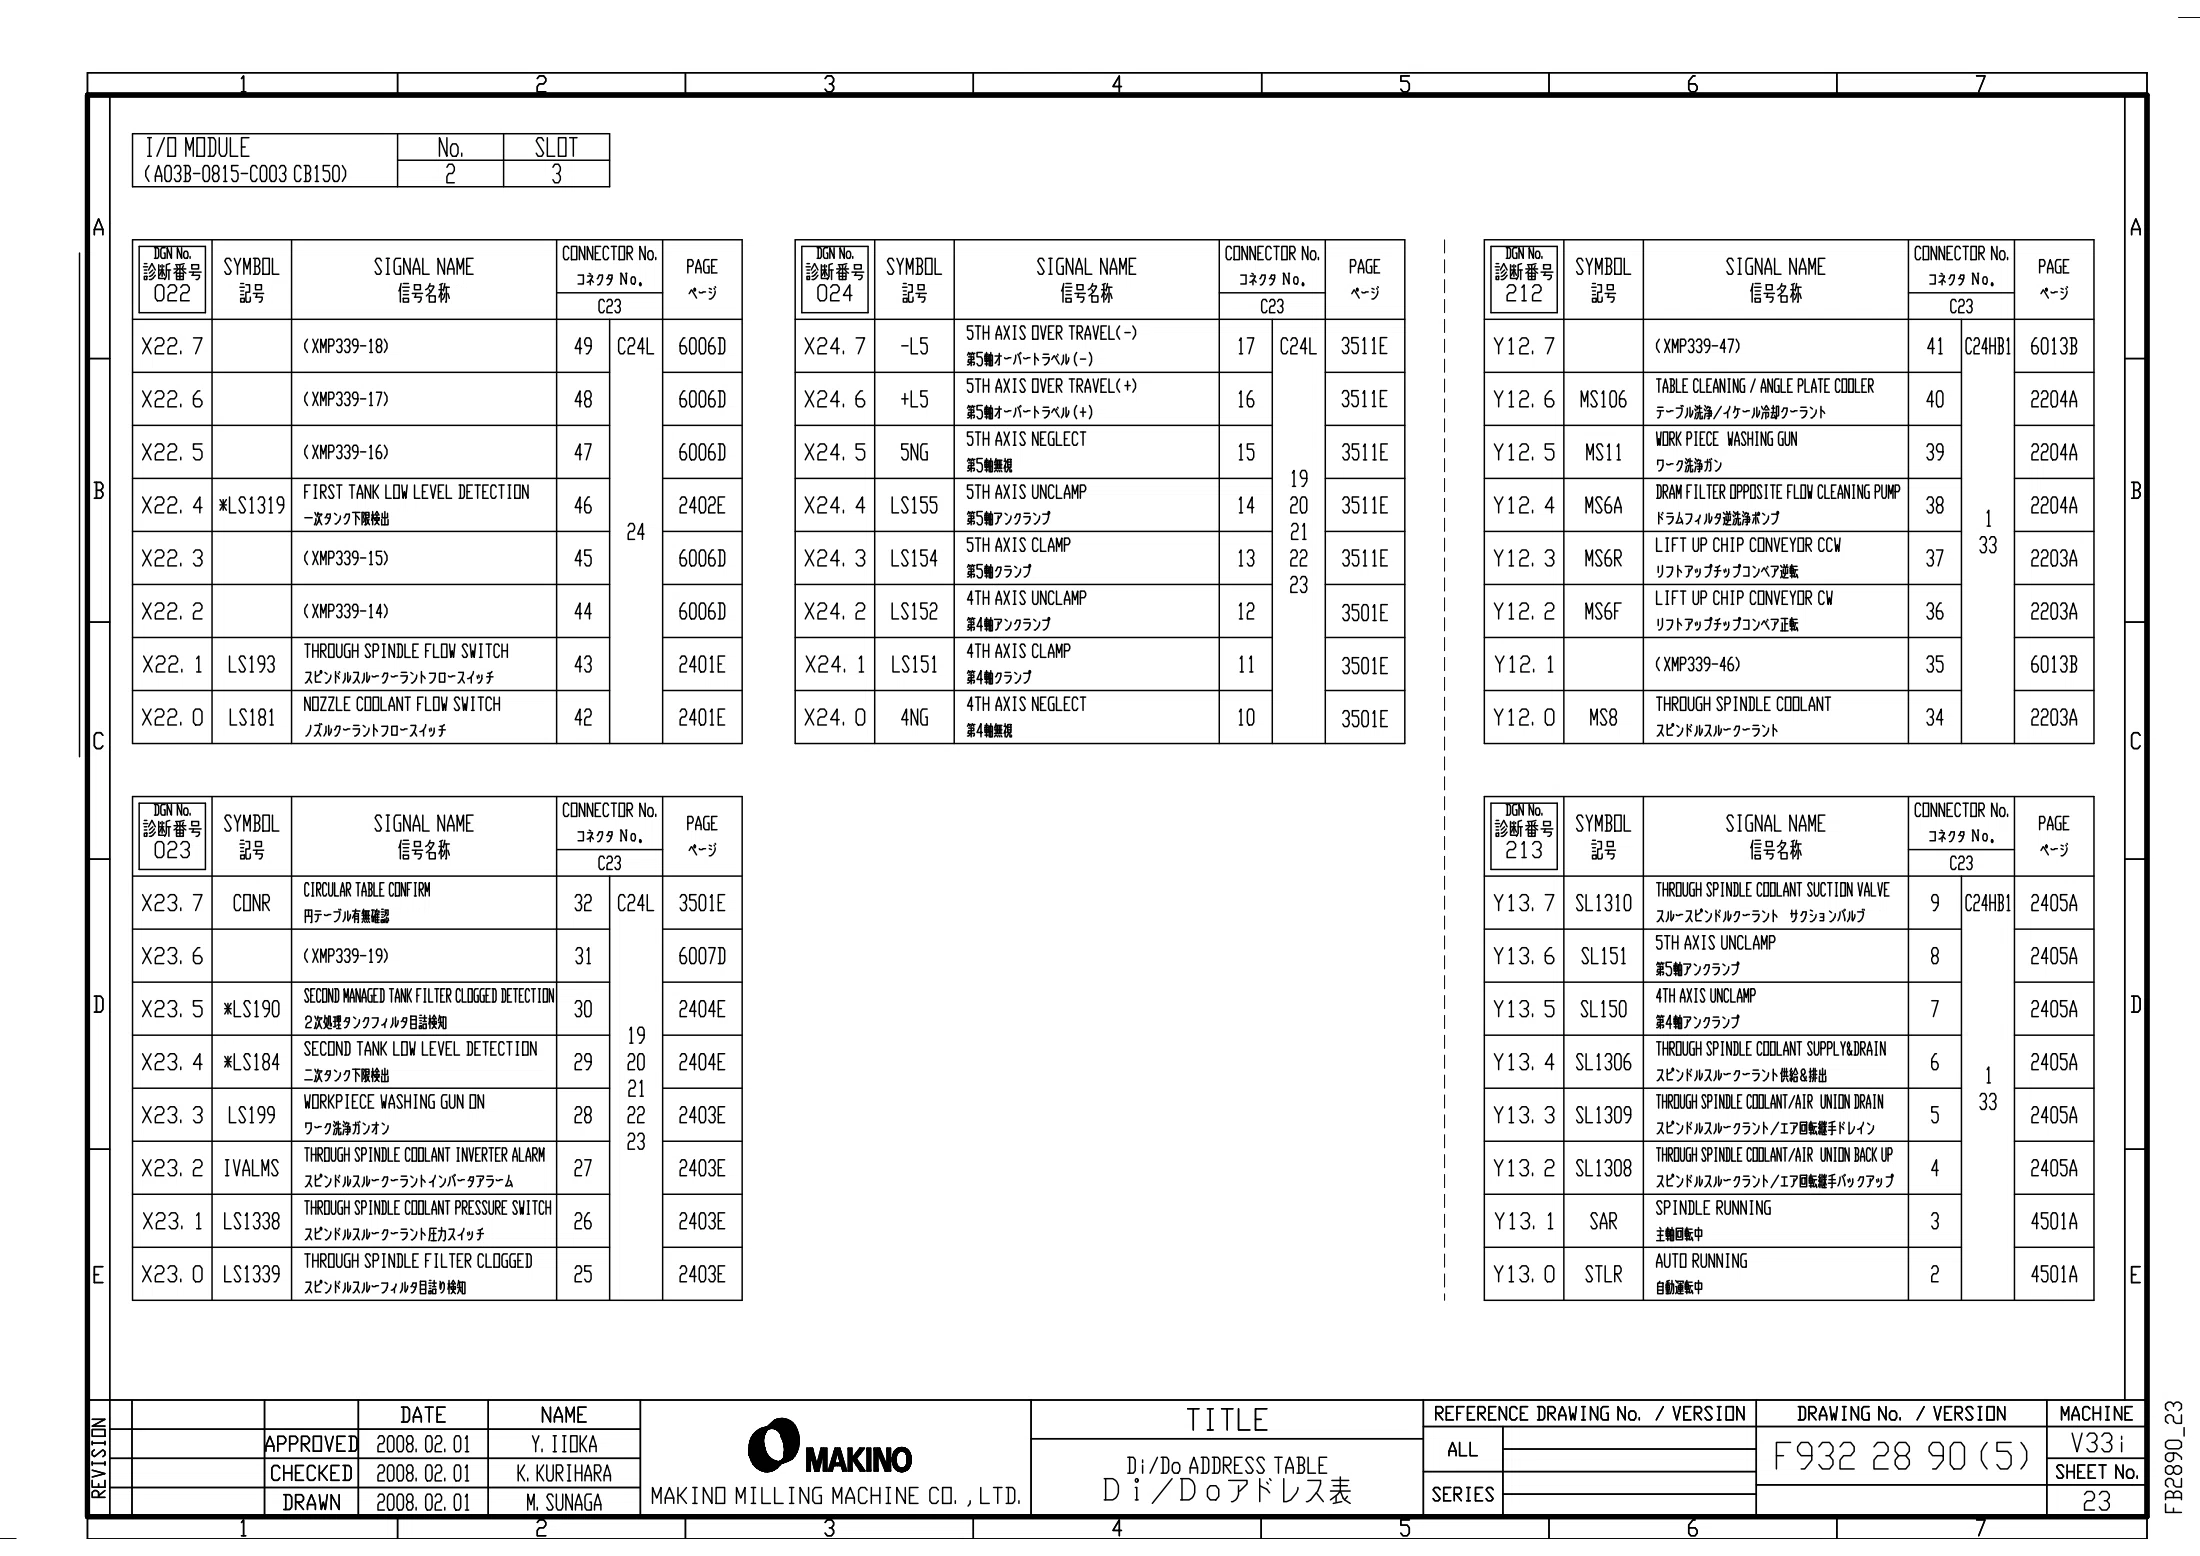 1 2 3 4 5 6 7
I/O MODULE No. SLOT
(A03B-0815-C003 CB150) 2 3
A A
B B
C C
D D
E E
DGN No. 診断番号 022 SYMBOL 記号 SIGNAL NAME 信号名称 CONNECTOR No. コネクタ No. C23 PAGE ページ
X22.7 (XMP339-18) 49 C24L 6006D
X22.6 (XMP339-17) 48 6006D
X22.5 (XMP339-16) 47 6006D
X22.4 *LS1319 FIRST TANK LOW LEVEL DETECTION 46 2402E
一次タンク下限検出
24
X22.3 (XMP339-15) 45 6006D
X22.2 (XMP339-14) 44 6006D
X22.1 LS193 THROUGH SPINDLE FLOW SWITCH 43 2401E
スピンドルスルークーラントフロースイッチ
X22.0 LS181 NOZZLE COOLANT FLOW SWITCH 42 2401E
ノズルクーラントフロースイッチ
DGN No. 診断番号 024 SYMBOL 記号 SIGNAL NAME 信号名称 CONNECTOR No. コネクタ No. C23 PAGE ページ
X24.7 -L5 5TH AXIS OVER TRAVEL(-) 17 C24L 3511E
第5軸オーバートラベル(-)
X24.6 +L5 5TH AXIS OVER TRAVEL(+) 16 3511E
第5軸オーバートラベル(+)
X24.5 5NG 5TH AXIS NEGLECT 15 3511E
第5軸無視
X24.4 LS155 5TH AXIS UNCLAMP 14 3511E
第5軸アンクランプ
19
20
21
22
23
X24.3 LS154 5TH AXIS CLAMP 13 3511E
第5軸クランプ
X24.2 LS152 4TH AXIS UNCLAMP 12 3501E
第4軸アンクランプ
X24.1 LS151 4TH AXIS CLAMP 11 3501E
第4軸クランプ
X24.0 4NG 4TH AXIS NEGLECT 10 3501E
第4軸無視
DGN No. 診断番号 212 SYMBOL 記号 SIGNAL NAME 信号名称 CONNECTOR No. コネクタ No. C23 PAGE ページ
Y12.7 (XMP339-47) 41 C24HB1 6013B
Y12.6 MS106 TABLE CLEANING / ANGLE PLATE COOLER 40 2204A
テーブル洗浄/イケール冷却クーラント
Y12.5 MS11 WORK PIECE WASHING GUN 39 2204A
ワーク洗浄ガン
Y12.4 MS6A DRAM FILTER OPPOSITE FLOW CLEANING PUMP 38 2204A
ドラムフィルタ逆洗浄ポンプ
1
33
Y12.3 MS6R LIFT UP CHIP CONVEYOR CCW 37 2203A
リフトアップチップコンベア逆転
Y12.2 MS6F LIFT UP CHIP CONVEYOR CW 36 2203A
リフトアップチップコンベア正転
Y12.1 (XMP339-46) 35 6013B
Y12.0 MS8 THROUGH SPINDLE COOLANT 34 2203A
スピンドルスルークーラント
DGN No. 診断番号 023 SYMBOL 記号 SIGNAL NAME 信号名称 CONNECTOR No. コネクタ No. C23 PAGE ページ
X23.7 CONR CIRCULAR TABLE CONFIRM 32 C24L 3501E
円テーブル有無確認
X23.6 (XMP339-19) 31 6007D
X23.5 *LS190 SECOND MANAGED TANK FILTER CLOGGED DETECTION 30 2404E
2次処理タンクフィルタ目詰検知
X23.4 *LS184 SECOND TANK LOW LEVEL DETECTION 29 2404E
二次タンク下限検出
19
20
21
22
23
X23.3 LS199 WORKPIECE WASHING GUN ON 28 2403E
ワーク洗浄ガンオン
X23.2 IVALMS THROUGH SPINDLE COOLANT INVERTER ALARM 27 2403E
スピンドルスルークーラントインバータアラーム
X23.1 LS1338 THROUGH SPINDLE COOLANT PRESSURE SWITCH 26 2403E
スピンドルスルークーラント圧力スイッチ
X23.0 LS1339 THROUGH SPINDLE FILTER CLOGGED 25 2403E
スピンドルスルーフィルタ目詰り検知
DGN No. 診断番号 213 SYMBOL 記号 SIGNAL NAME 信号名称 CONNECTOR No. コネクタ No. C23 PAGE ページ
Y13.7 SL1310 THROUGH SPINDLE COOLANT SUCTION VALVE 9 C24HB1 2405A
スルースピンドルクーラント サクションバルブ
Y13.6 SL151 5TH AXIS UNCLAMP 8 2405A
第5軸アンクランプ
Y13.5 SL150 4TH AXIS UNCLAMP 7 2405A
第4軸アンクランプ
Y13.4 SL1306 THROUGH SPINDLE COOLANT SUPPLY&DRAIN 6 2405A
スピンドルスルークーラント供給&排出
1
33
Y13.3 SL1309 THROUGH SPINDLE COOLANT/AIR UNION DRAIN 5 2405A
スピンドルスルークラント/エア回転継手ドレイン
Y13.2 SL1308 THROUGH SPINDLE COOLANT/AIR UNION BACK UP 4 2405A
スピンドルスルークラント/エア回転継手バックアップ
Y13.1 SAR SPINDLE RUNNING 3 4501A
主軸回転中
Y13.0 STLR AUTO RUNNING 2 4501A
自動運転中
REVISION
DATE NAME
APPROVED 2008.02.01 Y. IIOKA
CHECKED 2008.02.01 K. KURIHARA
DRAWN 2008.02.01 M. SUNAGA
MAKINO
MAKINO MILLING MACHINE CO.,LTD.
TITLE
Di/Do ADDRESS TABLE
Di/Doアドレス表
REFERENCE DRAWING No. / VERSION
ALL
SERIES
DRAWING No. / VERSION
F932 28 90(5)
MACHINE
V33i
SHEET No.
23
FB2890_23
1 2 3 4 5 6 7